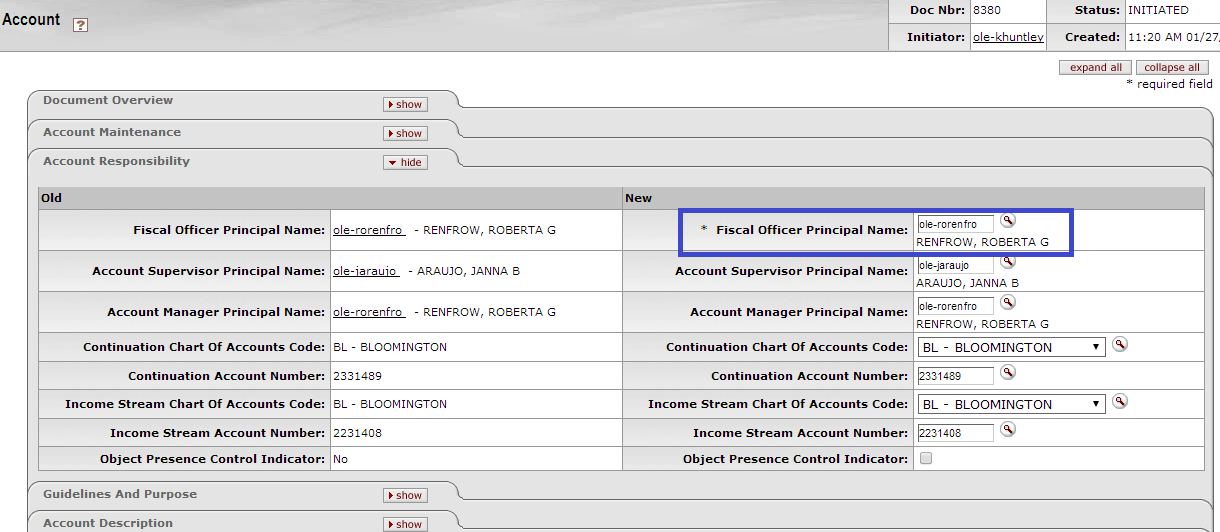 Account ?
Doc Nbr: 8380 Status: INITIATED
Initiator: ole-khuntley Created: 11:20 AM 01/27/
expand all collapse all
* required field
Document Overview show
Account Maintenance show
Account Responsibility hide
Old New
Fiscal Officer Principal Name: ole-rorenfro - RENFROW, ROBERTA G * Fiscal Officer Principal Name: ole-rorenfro
RENFROW, ROBERTA G
Account Supervisor Principal Name: ole-jaraujo - ARAUJO, JANNA B Account Supervisor Principal Name: ole-jaraujo
ARAUJO, JANNA B
Account Manager Principal Name: ole-rorenfro - RENFROW, ROBERTA G Account Manager Principal Name: ole-rorenfro
RENFROW, ROBERTA G
Continuation Chart Of Accounts Code: BL - BLOOMINGTON Continuation Chart Of Accounts Code: BL - BLOOMINGTON
Continuation Account Number: 2331489 Continuation Account Number: 2331489
Income Stream Chart Of Accounts Code: BL - BLOOMINGTON Income Stream Chart Of Accounts Code: BL - BLOOMINGTON
Income Stream Account Number: 2231408 Income Stream Account Number: 2231408
Object Presence Control Indicator: No Object Presence Control Indicator:
Guidelines And Purpose show
Account Description show